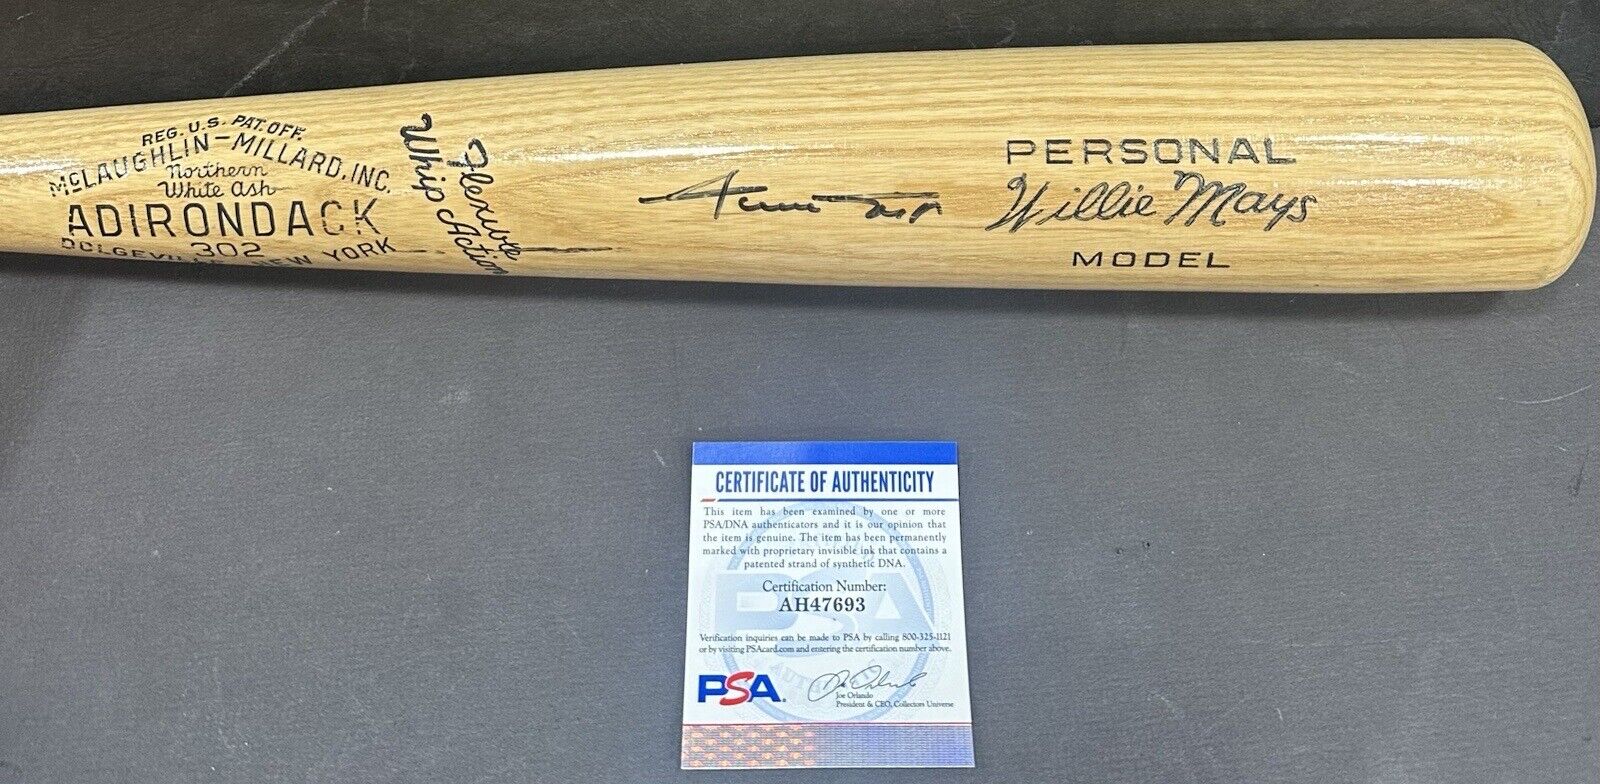 REG. U.S. PAT. OFF.
McLAUGHLIN-MILLARD, INC.
Northern
White Ash
ADIRONDACK
302
DOLGEVILLE, NEW YORK
Flexible
Whip Action
Willie Mays
PERSONAL
Willie Mays
MODEL
CERTIFICATE OF AUTHENTICITY
This item has been examined by one or more
PSA/DNA authenticators and it is our opinion that
the item is genuine. The item has been permanently
marked with proprietary invisible ink that contains a
patented strand of synthetic DNA.
Certification Number:
AH47693
Verification inquiries can be made to PSA by calling 800-325-1121
or by visiting PSAcard.com and entering the certification number above.
PSA
Joe Orlando
President & CEO, Collectors Universe